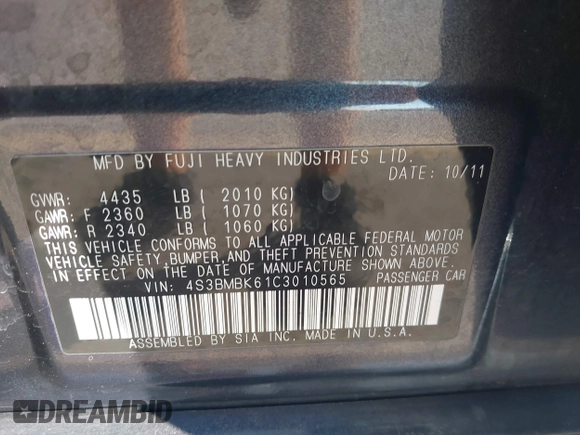 MFD BY FUJI HEAVY INDUSTRIES LTD.
DATE: 10/11
GVWR: 4435 LB ( 2010 KG)
GAWR: F 2360 LB ( 1070 KG)
GAWR: R 2340 LB ( 1060 KG)
THIS VEHICLE CONFORMS TO ALL APPLICABLE FEDERAL MOTOR
VEHICLE SAFETY,BUMPER,AND THEFT PREVENTION STANDARDS
IN EFFECT ON THE DATE OF MANUFACTURE SHOWN ABOVE.
VIN: 4S3BMBK61C3010565 PASSENGER CAR
ASSEMBLED BY SIA INC. MADE IN U.S.A.
DREAMBID